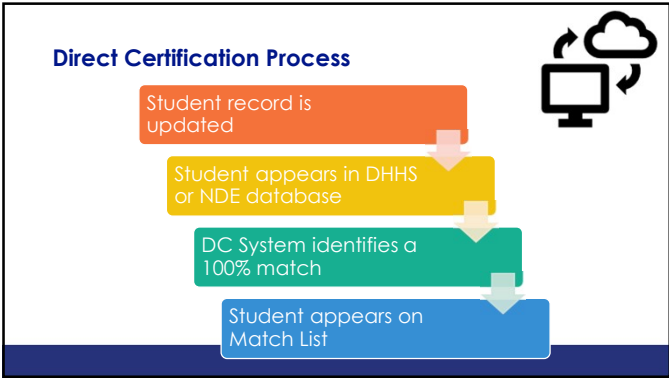 Direct Certification Process
Student record is
updated
Student appears in DHHS
or NDE database
DC System identifies a
100% match
Student appears on
Match List